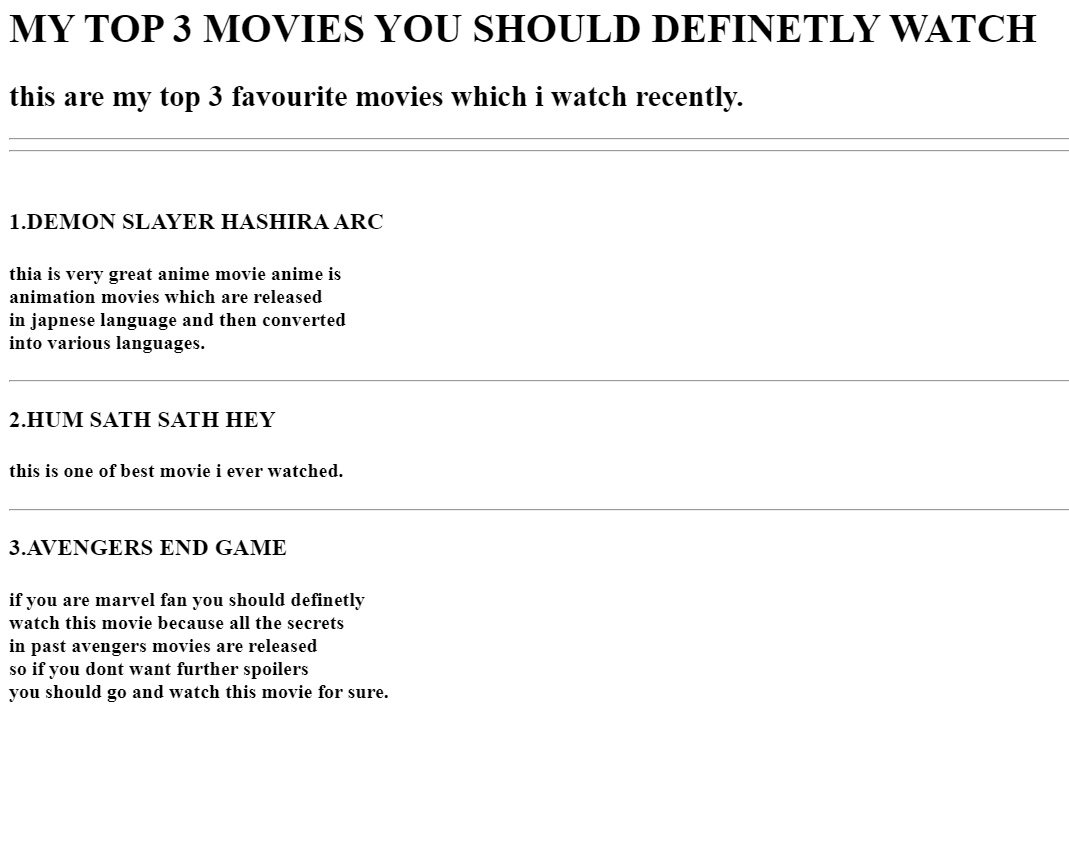 MY TOP 3 MOVIES YOU SHOULD DEFINETLY WATCH
this are my top 3 favourite movies which i watch recently.
1.DEMON SLAYER HASHIRA ARC
thia is very great anime movie anime is
animation movies which are released
in japnese language and then converted
into various languages.
2.HUM SATH SATH HEY
this is one of best movie i ever watched.
3.AVENGERS END GAME
if you are marvel fan you should definetly
watch this movie because all the secrets
in past avengers movies are released
so if you dont want further spoilers
you should go and watch this movie for sure.